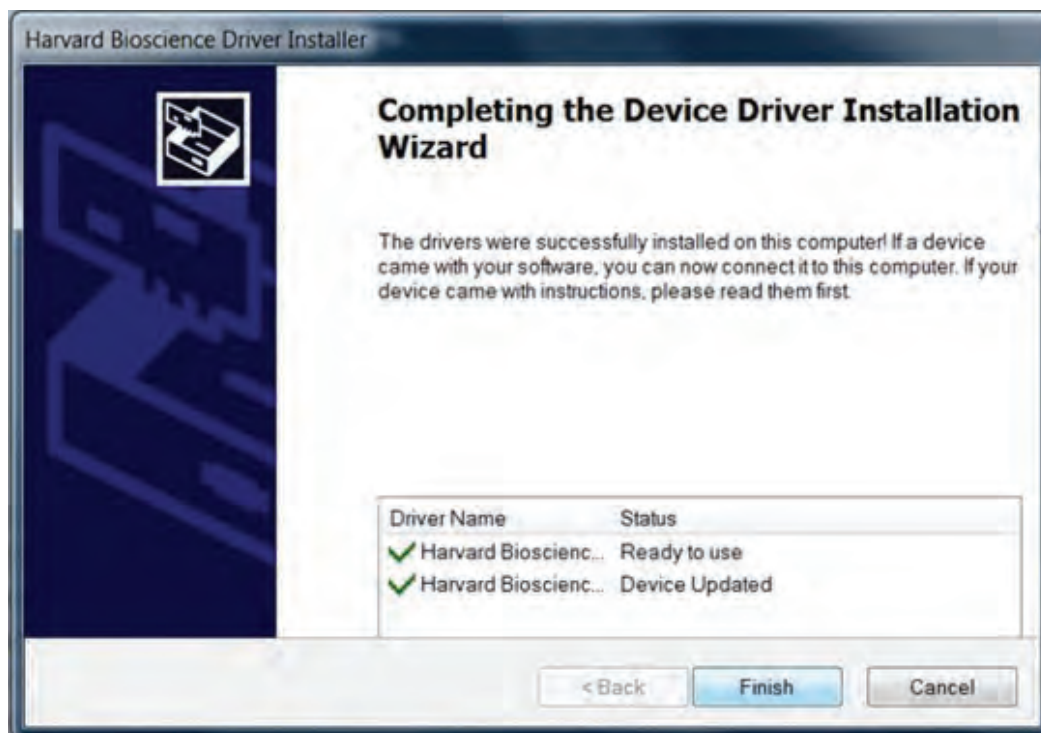 Harvard Bioscience Driver Installer
Completing the Device Driver Installation
Wizard
The drivers were successfully installed on this computer! If a device
came with your software, you can now connect it to this computer. If your
device came with instructions, please read them first.
Driver Name Status
Harvard Bioscienc... Ready to use
Harvard Bioscienc... Device Updated
< Back Finish Cancel